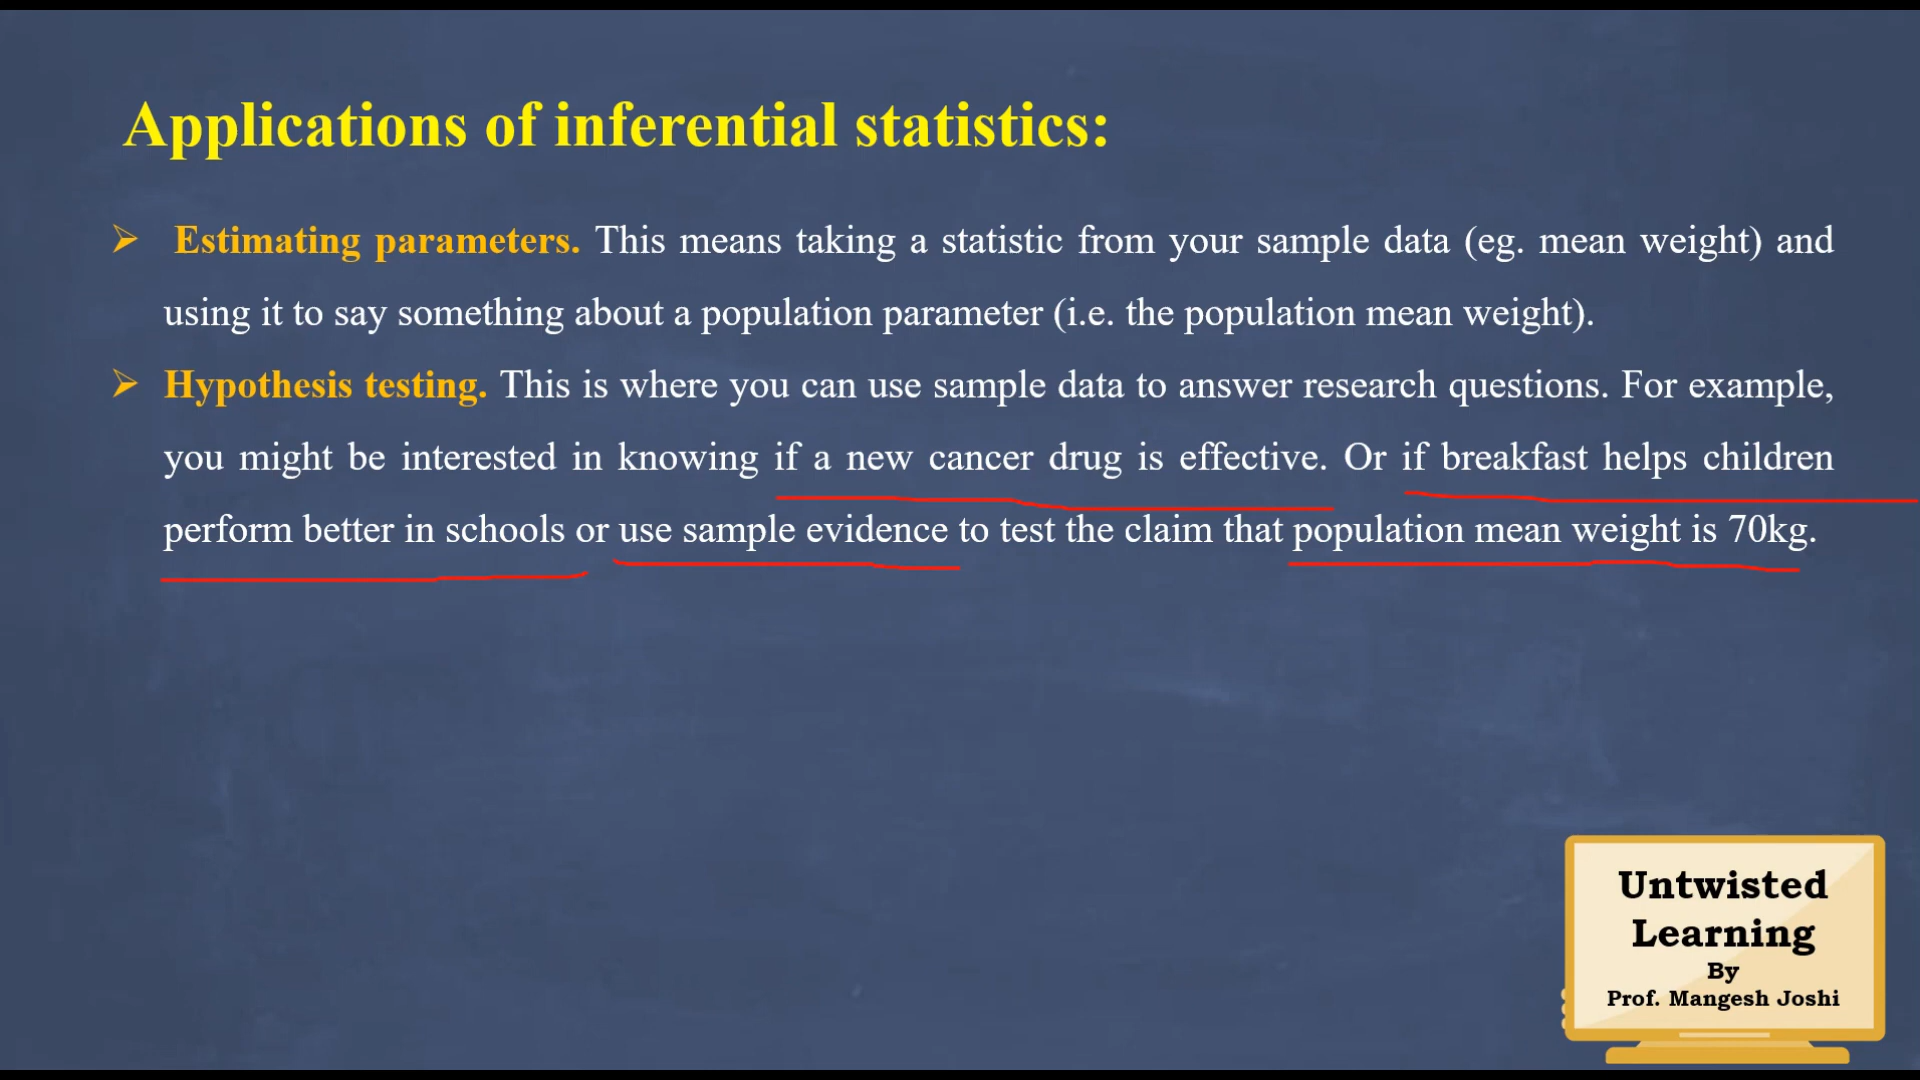 Applications of inferential statistics:
➢ Estimating parameters. This means taking a statistic from your sample data (eg. mean weight) and
using it to say something about a population parameter (i.e. the population mean weight).
➢ Hypothesis testing. This is where you can use sample data to answer research questions. For example,
you might be interested in knowing if a new cancer drug is effective. Or if breakfast helps children
perform better in schools or use sample evidence to test the claim that population mean weight is 70kg.
Untwisted
Learning
By
Prof. Mangesh Joshi